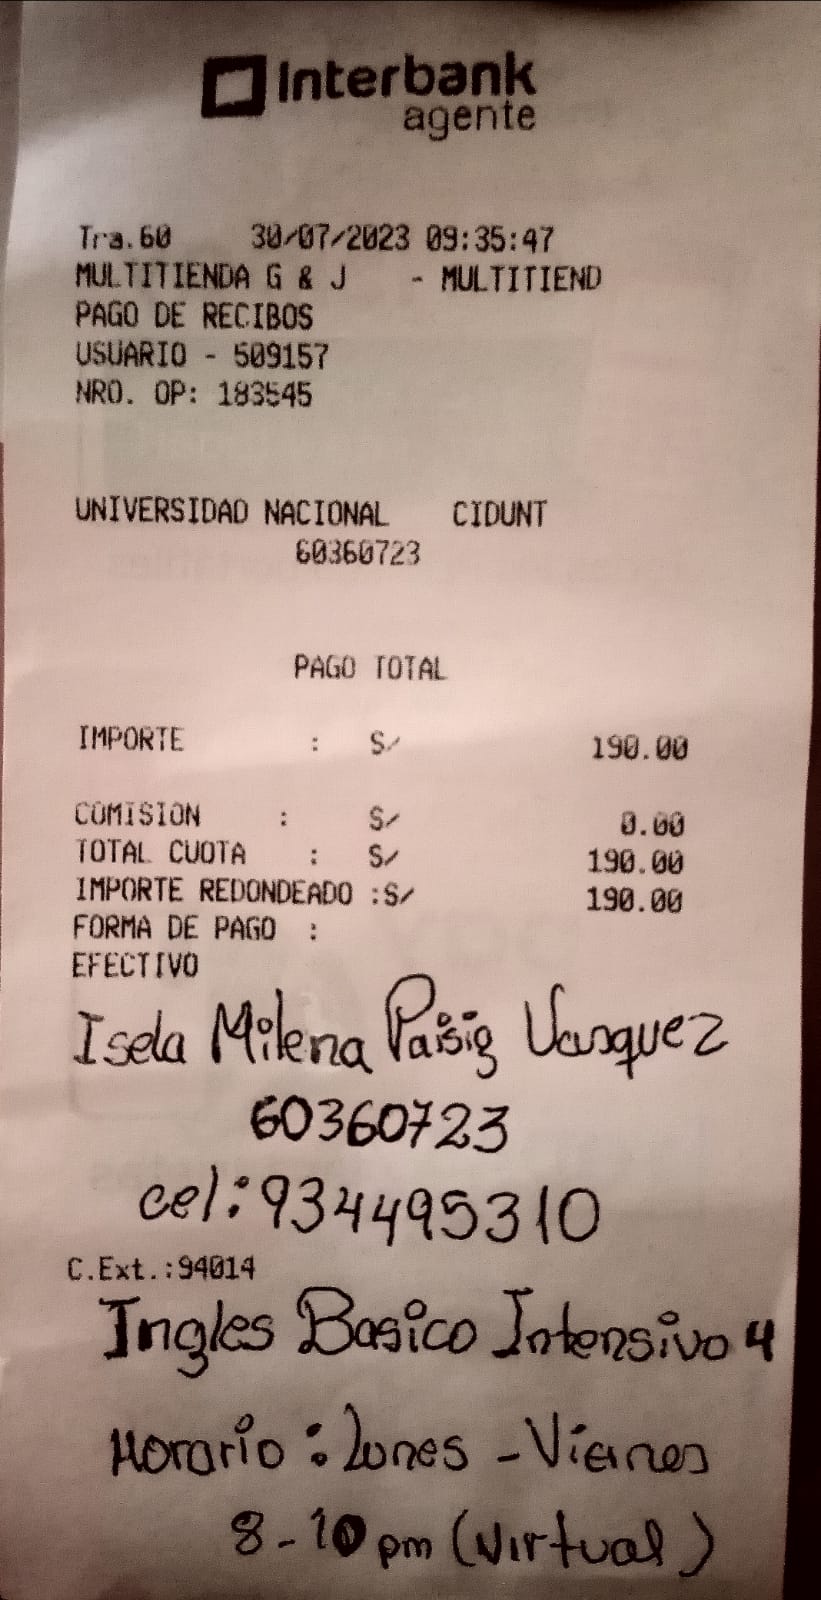 Interbank
agente
Tra.60 30/07/2023 09:35:47
MULTITIENDA G & J - MULTITIEND
PAGO DE RECIBOS
USUARIO - 509157
NRO. OP: 183545
UNIVERSIDAD NACIONAL CIDUNT
60360723
PAGO TOTAL
IMPORTE : S/ 190.00
COMISION : S/ 0.00
TOTAL CUOTA : S/ 190.00
IMPORTE REDONDEADO :S/ 190.00
FORMA DE PAGO :
EFECTIVO
Isela Milena Paisig Vasquez
60360723
cel:934495310
C.Ext.:94014
Ingles Basico Intensivo 4
Horario : lunes - Viernes
8-10 pm (Virtual)